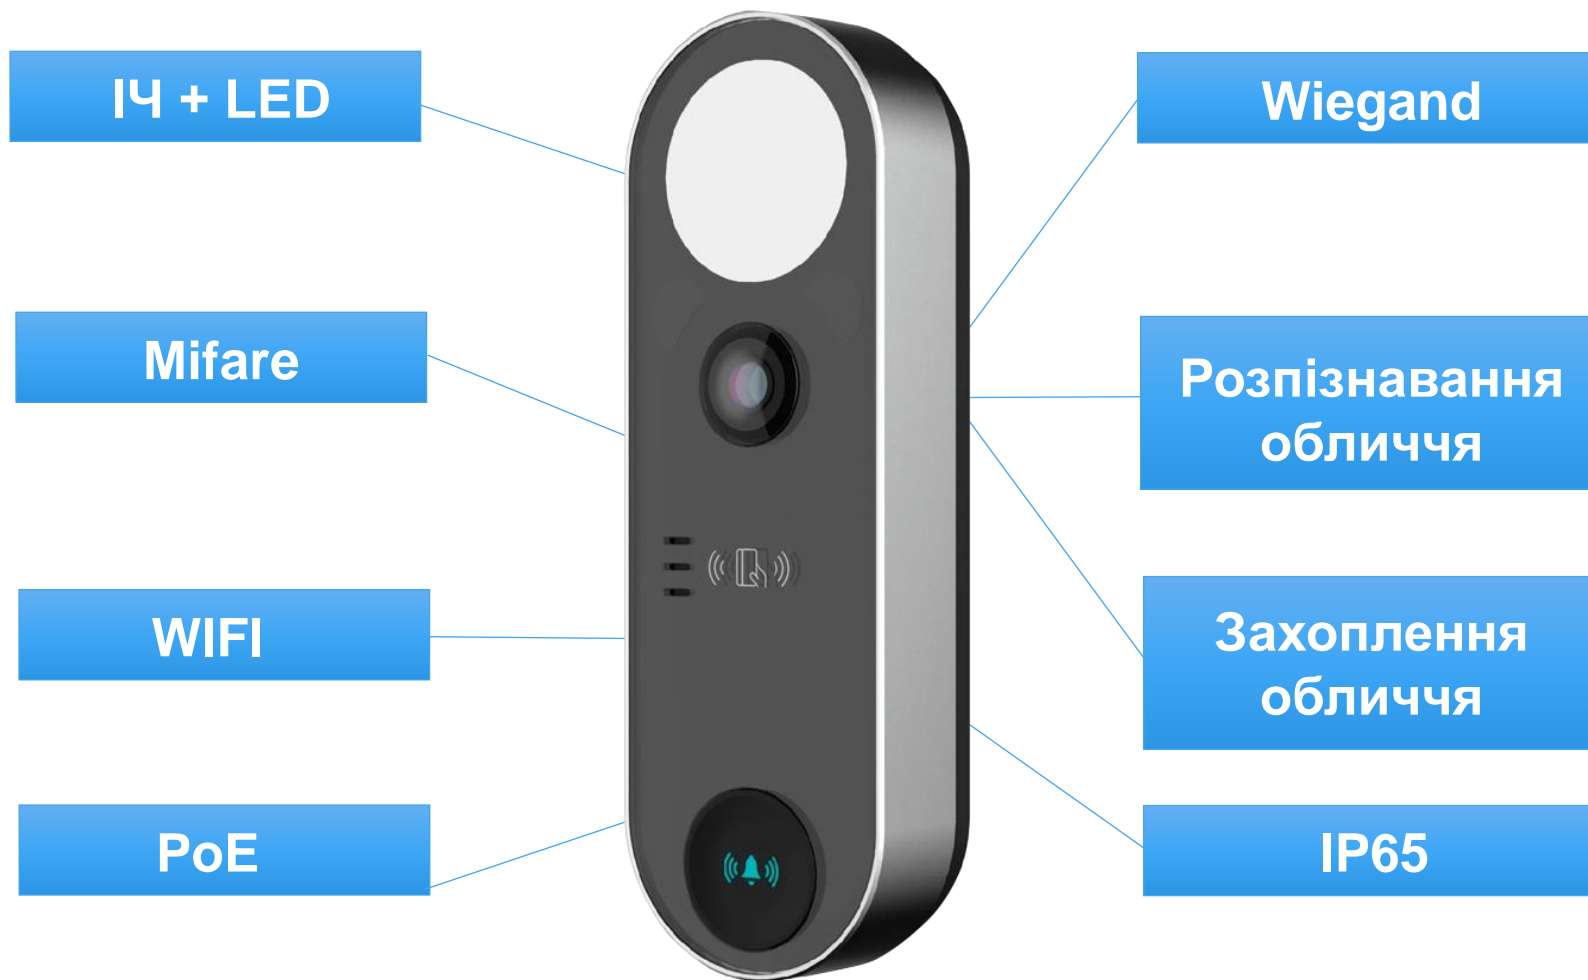 ІЧ + LED
Mifare
WIFI
PoE
Wiegand
Розпізнавання
обличчя
Захоплення
обличчя
IP65